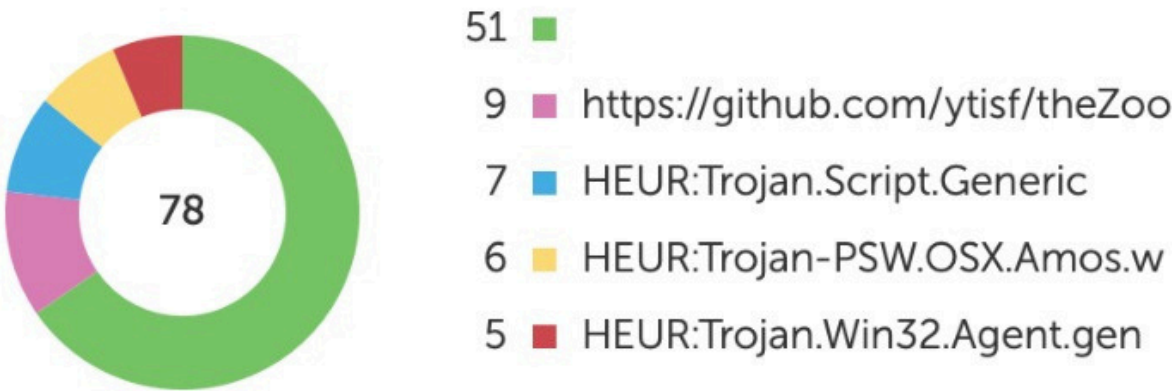 78
51
9 https://github.com/ytisf/theZoo
7 HEUR:Trojan.Script.Generic
6 HEUR:Trojan-PSW.OSX.Amos.w
5 HEUR:Trojan.Win32.Agent.gen